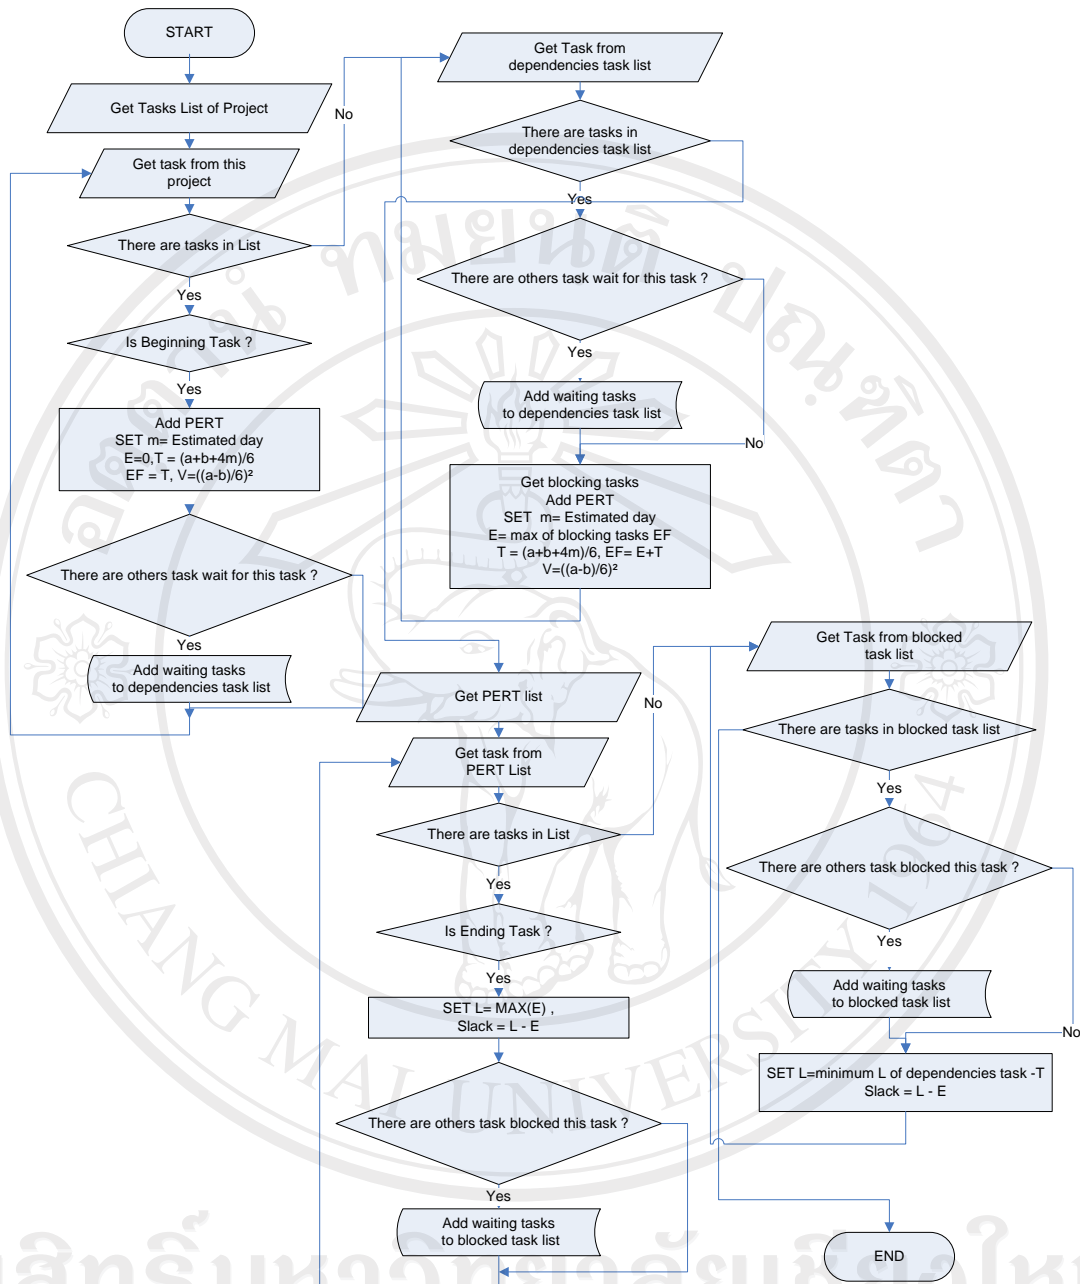 START
Get Tasks List of Project
Get task from this
project
There are tasks in List
No
Yes
Is Beginning Task ?
Yes
Add PERT
SET m= Estimated day
E=0,T = (a+b+4m)/6
EF = T, V=((a-b)/6)²
There are others task wait for this task ?
Yes
Add waiting tasks
to dependencies task list
Get Task from
dependencies task list
There are tasks in
dependencies task list
Yes
There are others task wait for this task ?
Yes
Add waiting tasks
to dependencies task list
No
Get blocking tasks
Add PERT
SET m= Estimated day
E= max of blocking tasks EF
T = (a+b+4m)/6, EF= E+T
V=((a-b)/6)²
Get PERT list
Get task from
PERT List
There are tasks in List
No
Yes
Is Ending Task ?
Yes
SET L= MAX(E) ,
Slack = L - E
There are others task blocked this task ?
Yes
Add waiting tasks
to blocked task list
Get Task from blocked
task list
There are tasks in blocked task list
Yes
There are others task blocked this task ?
Yes
Add waiting tasks
to blocked task list
No
SET L=minimum L of dependencies task -T
Slack = L - E
END
CHIANG MAI UNIVERSITY 1964